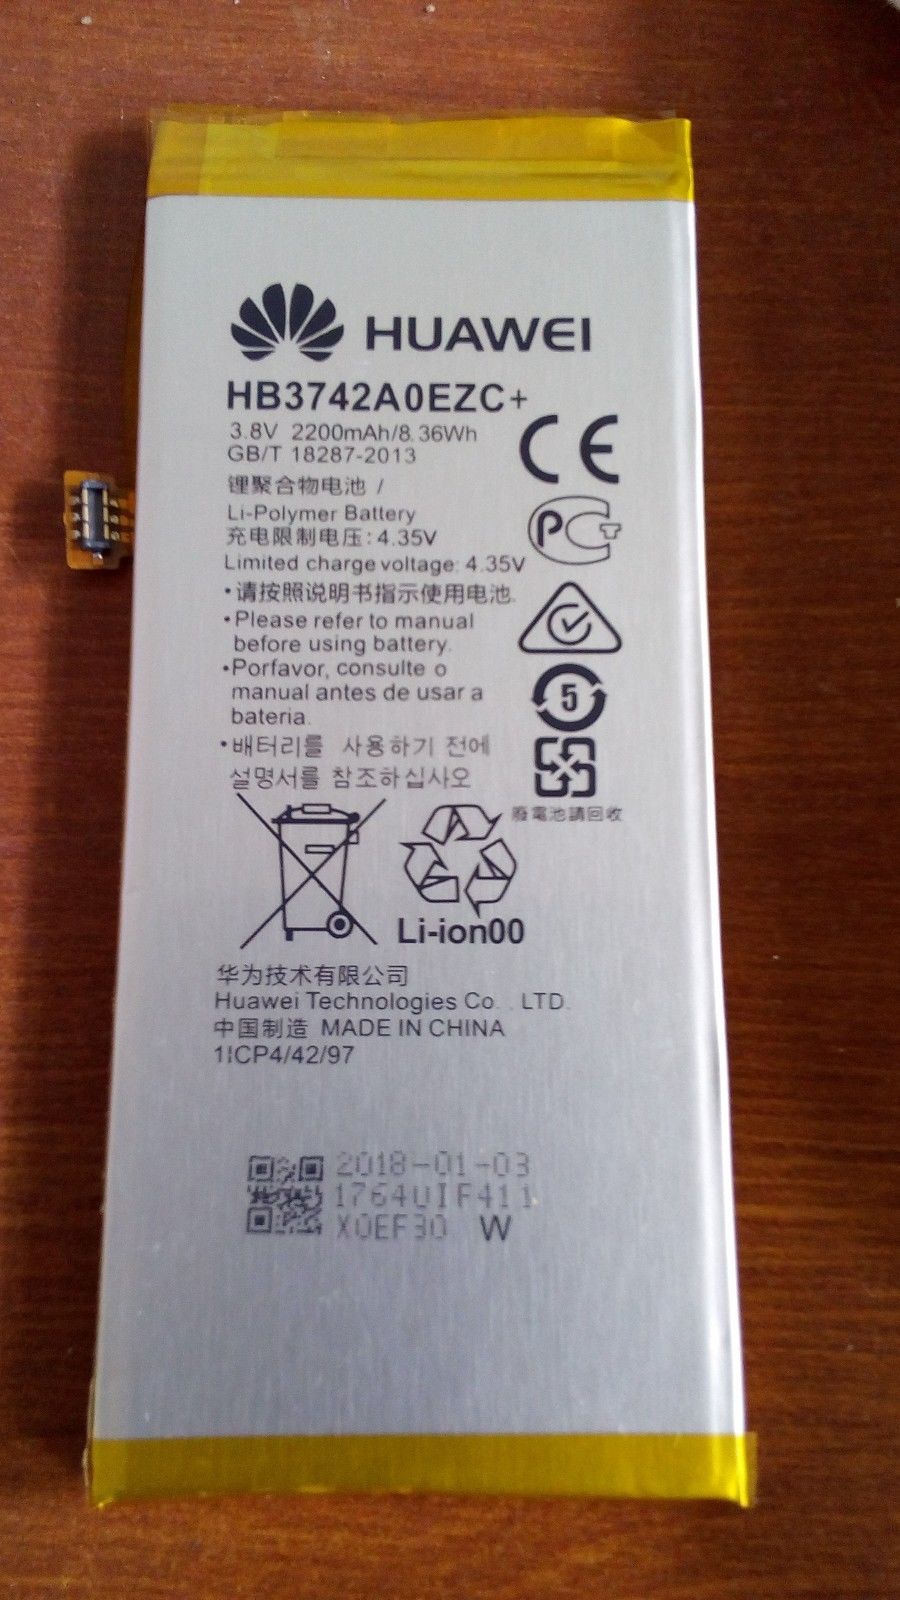 HUAWEI
HB3742A0EZC+
3.8V 2200mAh/8.36Wh
GB/T 18287-2013
锂聚合物电池 /
Li-Polymer Battery
充电限制电压: 4.35V
Limited charge voltage: 4.35V
•请按照说明书指示使用电池.
•Please refer to manual
before using battery.
•Porfavor, consulte o
manual antes de usar a
bateria.
•배터리를 사용하기 전에
설명서를 참조하십시오
CE
PCT
5
廢電池請回收
Li-ion00
华为技术有限公司
Huawei Technologies Co. , LTD.
中国制造 MADE IN CHINA
1ICP4/42/97
2018-01-03
1764UIF411
X0EF30 W